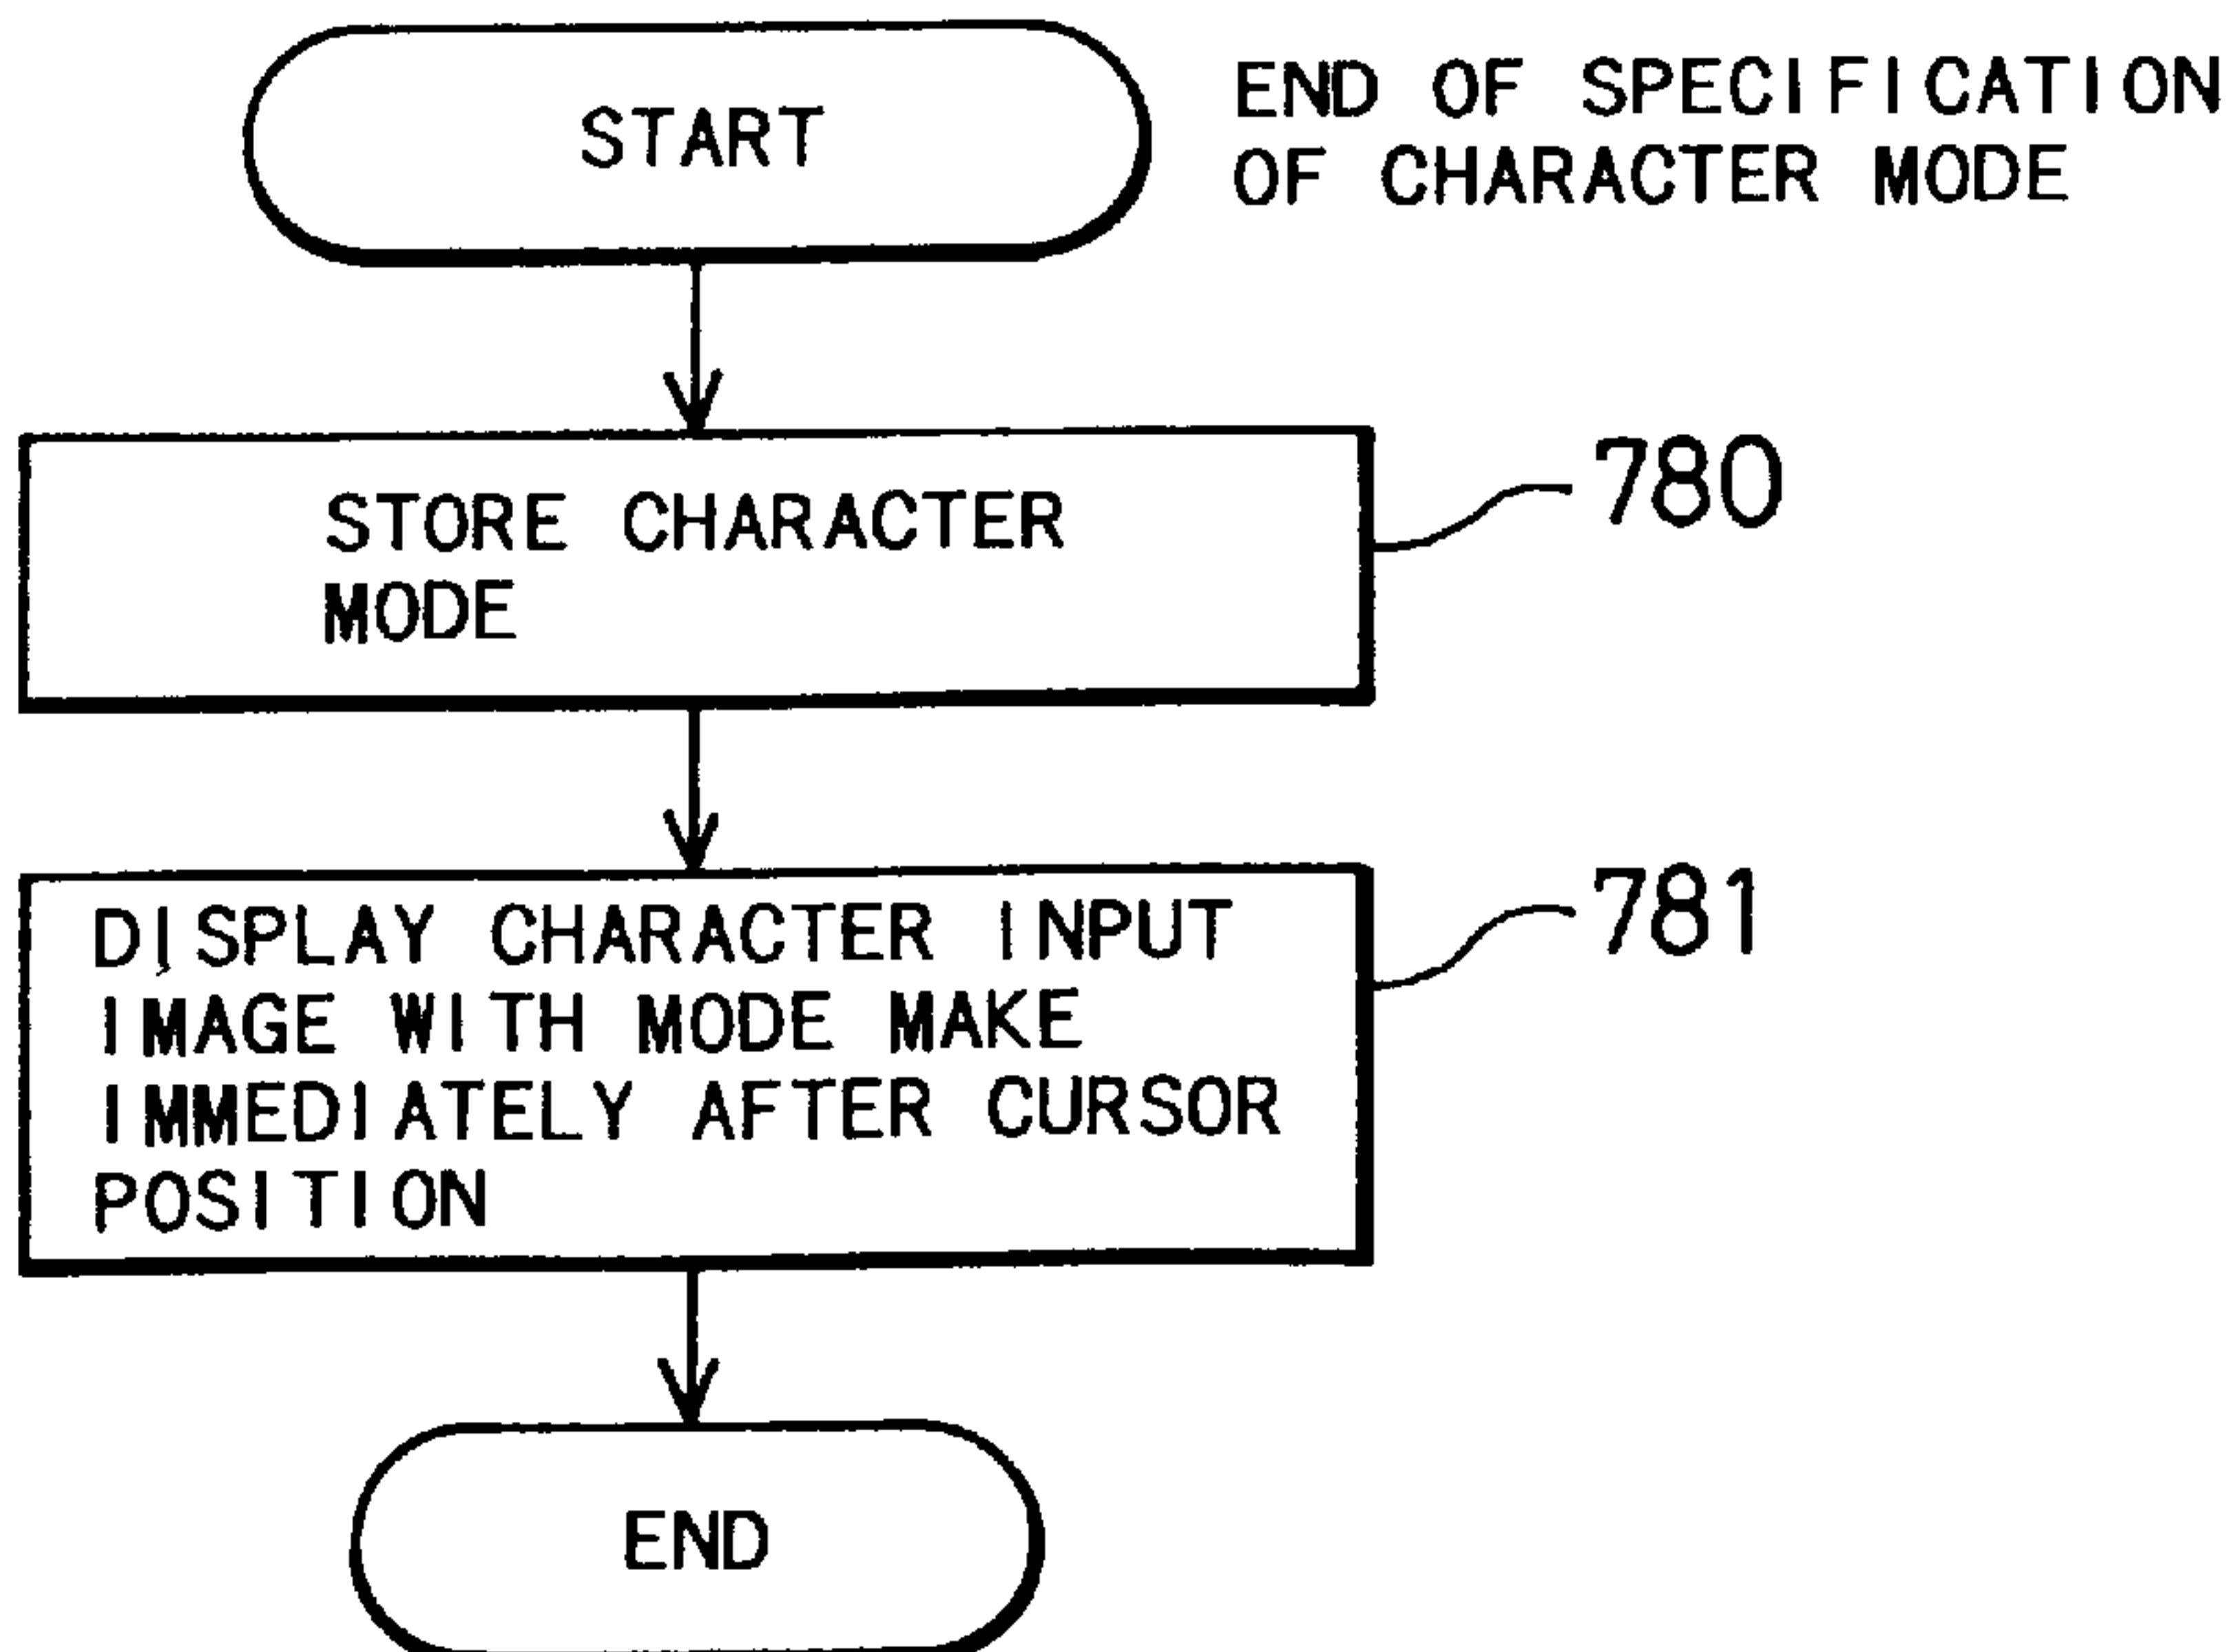 START
END OF SPECIFICATION
OF CHARACTER MODE
STORE CHARACTER
MODE
780
DISPLAY CHARACTER INPUT
IMAGE WITH MODE MAKE
IMMEDIATELY AFTER CURSOR
POSITION
781
END